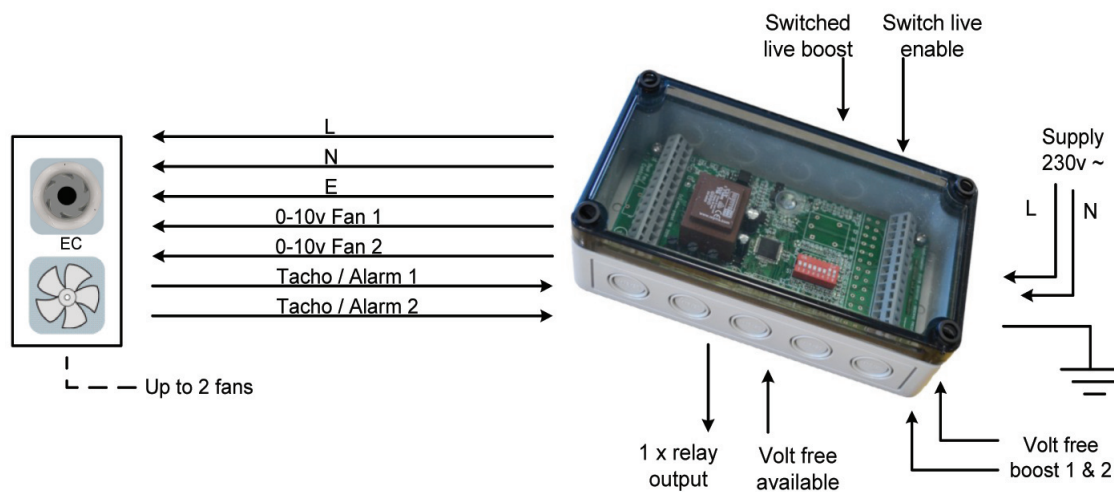 Switched
live boost
Switch live
enable
Supply
230v ~
L
N
L
N
E
0-10v Fan 1
0-10v Fan 2
Tacho / Alarm 1
Tacho / Alarm 2
EC
Up to 2 fans
1 x relay
output
Volt free
available
Volt free
boost 1 & 2